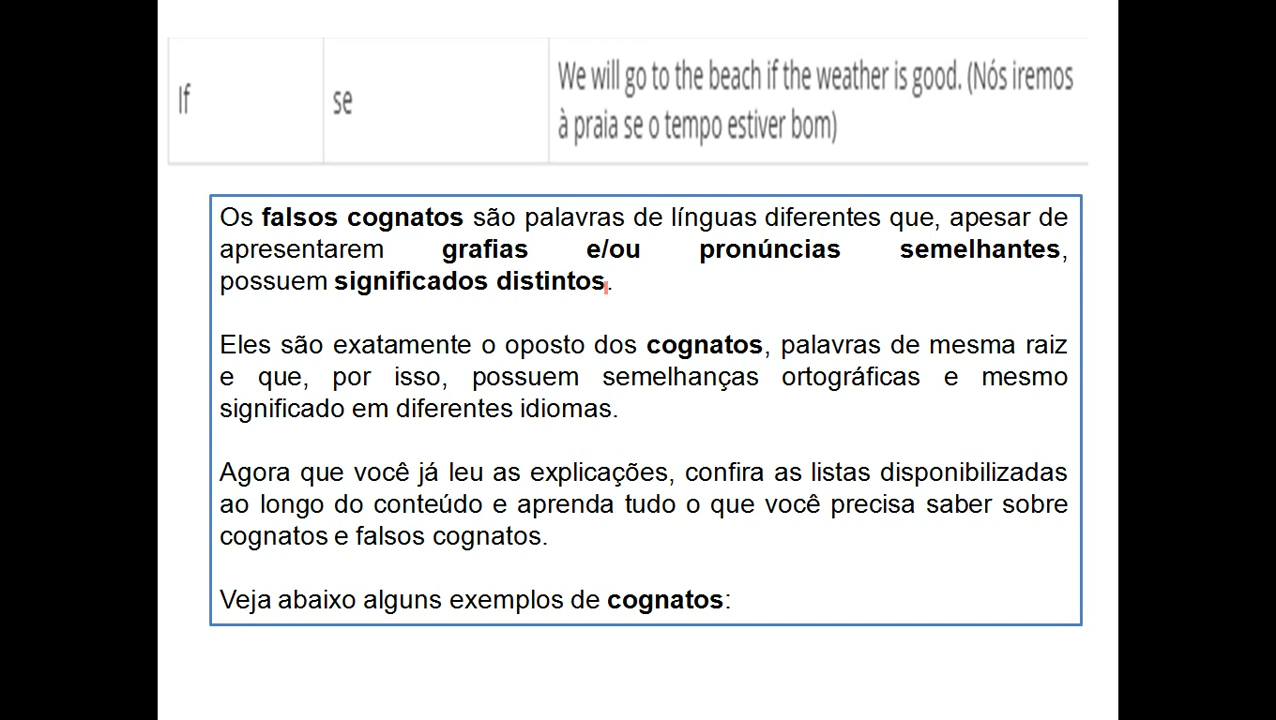 If
se
We will go to the beach if the weather is good. (Nós iremos
à praia se o tempo estiver bom)
Os falsos cognatos são palavras de línguas diferentes que, apesar de
apresentarem grafias e/ou pronúncias semelhantes,
possuem significados distintos.
Eles são exatamente o oposto dos cognatos, palavras de mesma raiz
e que, por isso, possuem semelhanças ortográficas e mesmo
significado em diferentes idiomas.
Agora que você já leu as explicações, confira as listas disponibilizadas
ao longo do conteúdo e aprenda tudo o que você precisa saber sobre
cognatos e falsos cognatos.
Veja abaixo alguns exemplos de cognatos: